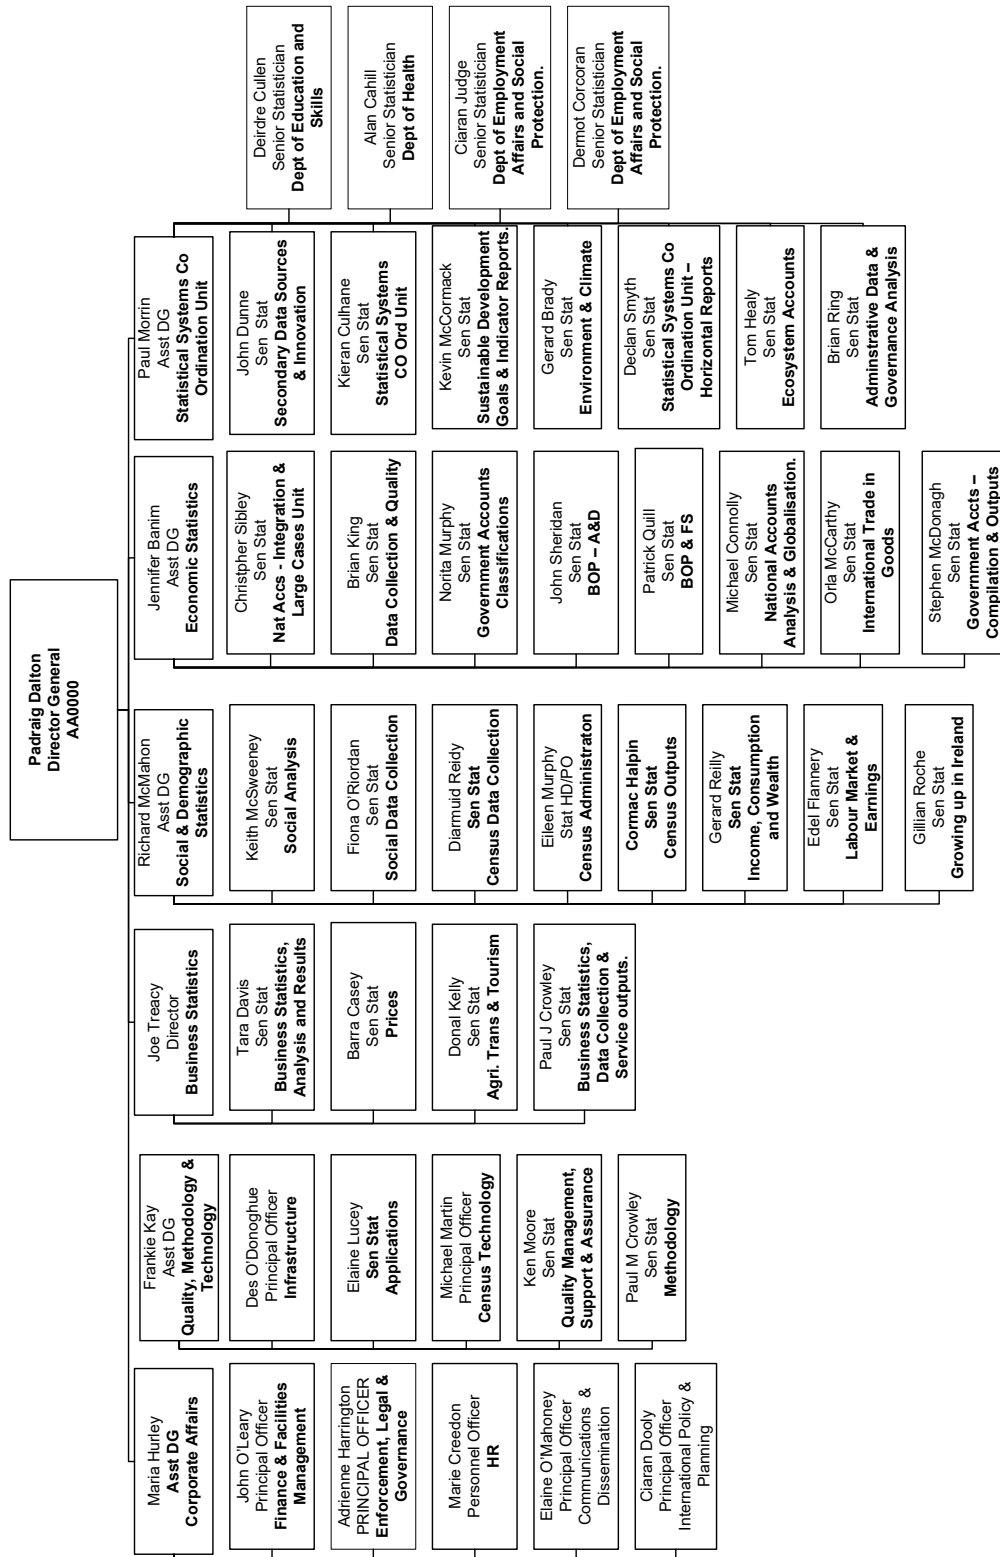 Padraig Dalton
Director General
AA0000
Maria Hurley
Asst DG
Corporate Affairs
John O'Leary
Principal Officer
Finance & Facilities
Management
Adrienne Harrington
PRINCIPAL OFFICER
Enforcement, Legal &
Governance
Marie Creedon
Personnel Officer
HR
Elaine O'Mahoney
Principal Officer
Communications &
Dissemination
Ciaran Dooly
Principal Officer
International Policy &
Planning
Frankie Kay
Asst DG
Quality, Methodology &
Technology
Des O'Donoghue
Principal Officer
Infrastructure
Elaine Lucey
Sen Stat
Applications
Michael Martin
Principal Officer
Census Technology
Ken Moore
Sen Stat
Quality Management,
Support & Assurance
Paul M Crowley
Sen Stat
Methodology
Joe Treacy
Director
Business Statistics
Tara Davis
Sen Stat
Business Statistics,
Analysis and Results
Barra Casey
Sen Stat
Prices
Donal Kelly
Sen Stat
Agri. Trans & Tourism
Paul J Crowley
Sen Stat
Business Statistics,
Data Collection &
Service outputs.
Richard McMahon
Asst DG
Social & Demographic
Statistics
Keith McSweeney
Sen Stat
Social Analysis
Fiona O'Riordan
Sen Stat
Social Data Collection
Diarmuid Reidy
Sen Stat
Census Data Collection
Eileen Murphy
Stat HD/PO
Census Administraton
Cormac Halpin
Sen Stat
Census Outputs
Gerard Reilly
Sen Stat
Income, Consumption
and Wealth
Edel Flannery
Sen Stat
Labour Market &
Earnings
Gillian Roche
Sen Stat
Growing up in Ireland
Jennifer Banim
Asst DG
Economic Statistics
Christpher Sibley
Sen Stat
Nat Accs - Integration &
Large Cases Unit
Brian King
Sen Stat
Data Collection & Quality
Norita Murphy
Sen Stat
Government Accounts
Classifications
John Sheridan
Sen Stat
BOP – A&D
Patrick Quill
Sen Stat
BOP & FS
Michael Connolly
Sen Stat
National Accounts
Analysis & Globalisation.
Orla McCarthy
Sen Stat
International Trade in
Goods
Stephen McDonagh
Sen Stat
Government Accts –
Compilation & Outputs
Paul Morrin
Asst DG
Statistical Systems Co
Ordination Unit
John Dunne
Sen Stat
Secondary Data Sources
& Innovation
Kieran Culhane
Sen Stat
Statistical Systems
CO Ord Unit
Kevin McCormack
Sen Stat
Sustainable Development
Goals & Indicator Reports.
Gerard Brady
Sen Stat
Environment & Climate
Declan Smyth
Sen Stat
Statistical Systems Co
Ordination Unit –
Horizontal Reports
Tom Healy
Sen Stat
Ecosystem Accounts
Brian Ring
Sen Stat
Adminstrative Data &
Governance Analysis
Deirdre Cullen
Senior Statistician
Dept of Education and
Skills
Alan Cahill
Senior Statistician
Dept of Health
Ciaran Judge
Senior Statistician
Dept of Employment
Affairs and Social
Protection.
Dermot Corcoran
Senior Statistician
Dept of Employment
Affairs and Social
Protection.